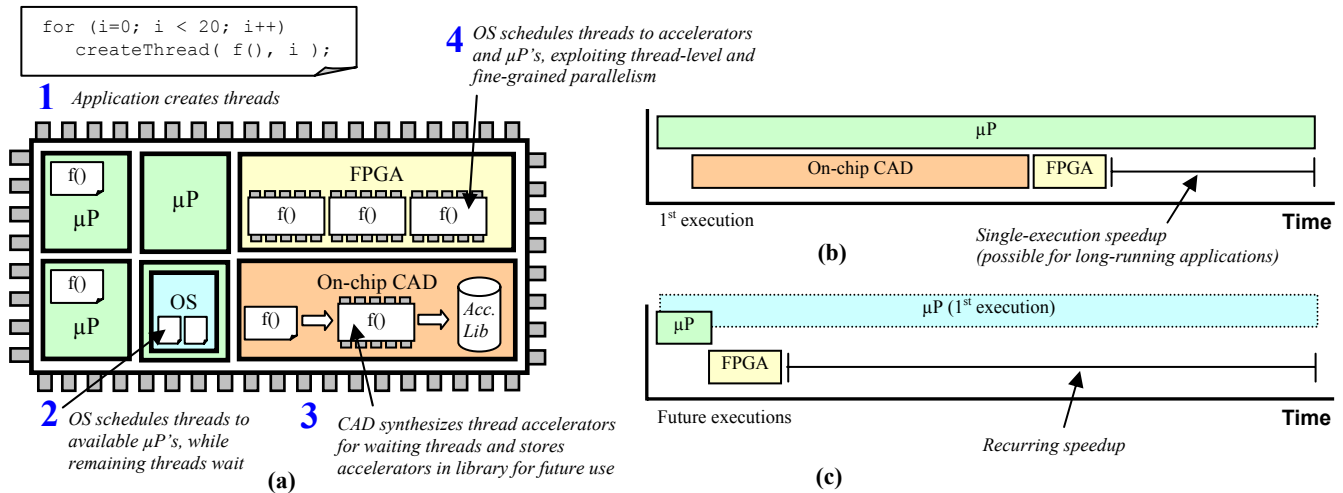 for (i=0; i < 20; i++)
createThread( f(), i );
1 Application creates threads
4 OS schedules threads to accelerators
and µP's, exploiting thread-level and
fine-grained parallelism
f()
µP
µP
FPGA
f()
f()
f()
f()
µP
OS
On-chip CAD
f()
f()
Acc.
Lib
2 OS schedules threads to
available µP's, while
remaining threads wait
3 CAD synthesizes thread accelerators
for waiting threads and stores
accelerators in library for future use
(a)
µP
On-chip CAD
FPGA
1st execution
Time
Single-execution speedup
(possible for long-running applications)
(b)
µP (1st execution)
µP
FPGA
Future executions
Time
Recurring speedup
(c)